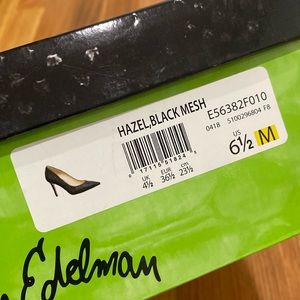 HAZEL,BLACK MESH
E56382F010
0418 5100296804 F8
UK EUR cm
4½ 36½ 23½
US
6½ M
Edelman